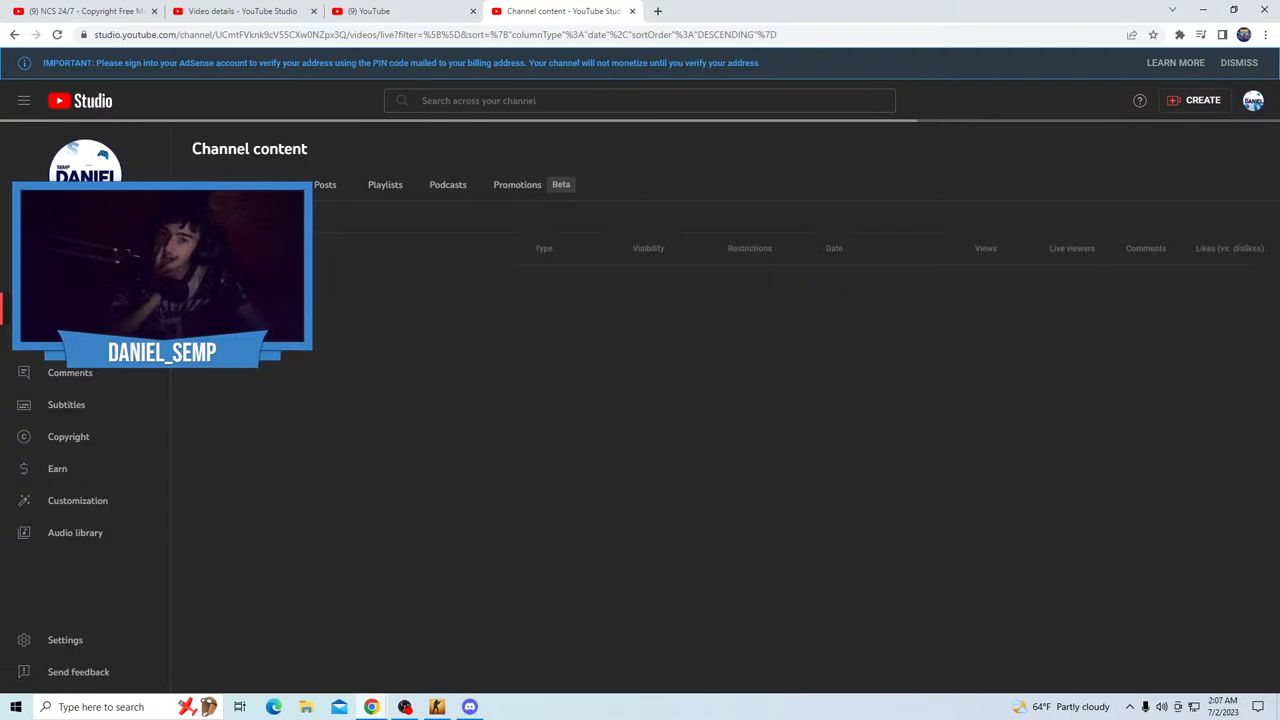 (9) NCS 24/7 - Copyright Free M
Video details - YouTube Studio
(9) YouTube
Channel content - YouTube Stud
studio.youtube.com/channel/UCmtFVknk9cV55CXw0NZpx3Q/videos/live?filter=%5B%5D&sort=%7B"columnType"%3A"date"%2C"sortOrder"%3A"DESCENDING"%7D
IMPORTANT: Please sign into your AdSense account to verify your address using the PIN code mailed to your billing address. Your channel will not monetize until you verify your address
LEARN MORE
DISMISS
Studio
Search across your channel
CREATE
Channel content
SEMP
DANIEL
Posts
Playlists
Podcasts
Promotions
Beta
Type
Visibility
Restrictions
Date
Views
Live viewers
Comments
Likes (vs. dislikes)
DANIEL_SEMP
Comments
Subtitles
Copyright
Earn
Customization
Audio library
Settings
Send feedback
Type here to search
64°F Partly cloudy
2:07 AM
7/2/2023